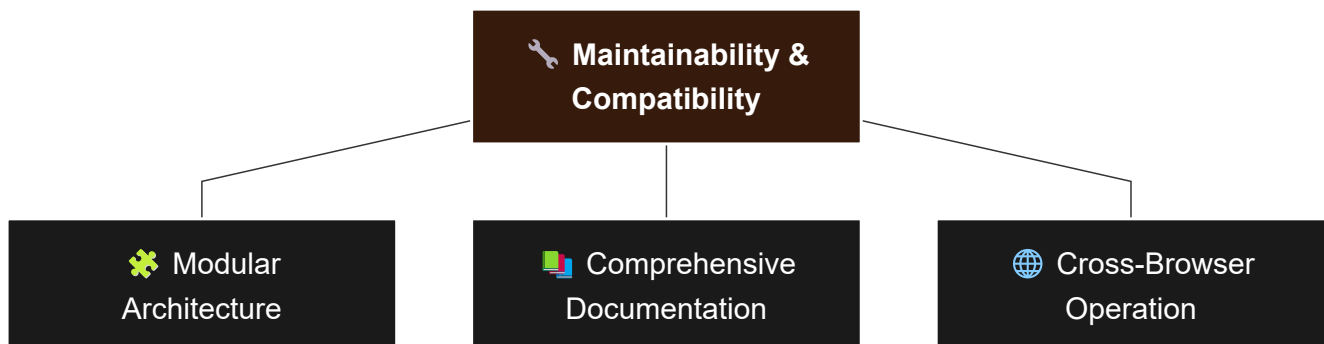 Maintainability &
Compatibility
Modular
Architecture
Comprehensive
Documentation
Cross-Browser
Operation